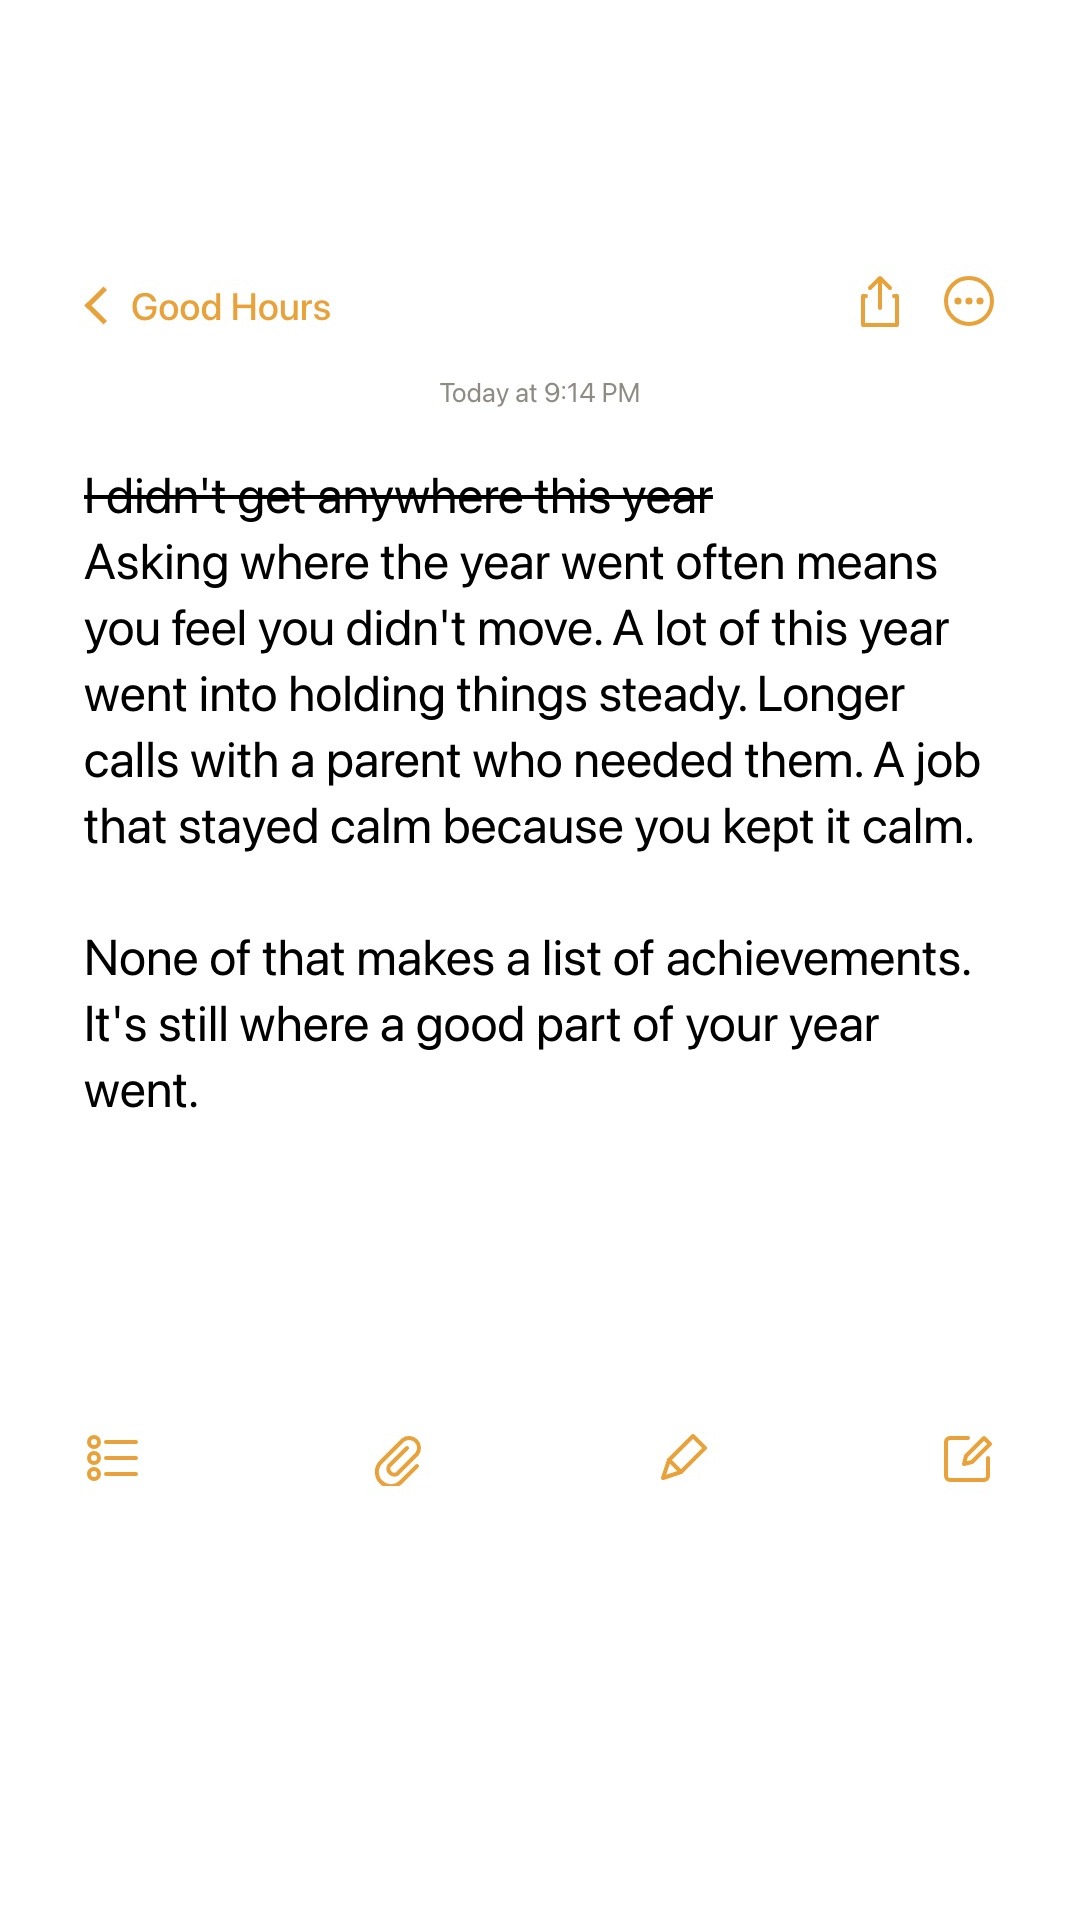 Good Hours
Today at 9:14 PM
I didn't get anywhere this year
Asking where the year went often means
you feel you didn't move. A lot of this year
went into holding things steady. Longer
calls with a parent who needed them. A job
that stayed calm because you kept it calm.
None of that makes a list of achievements.
It's still where a good part of your year
went.